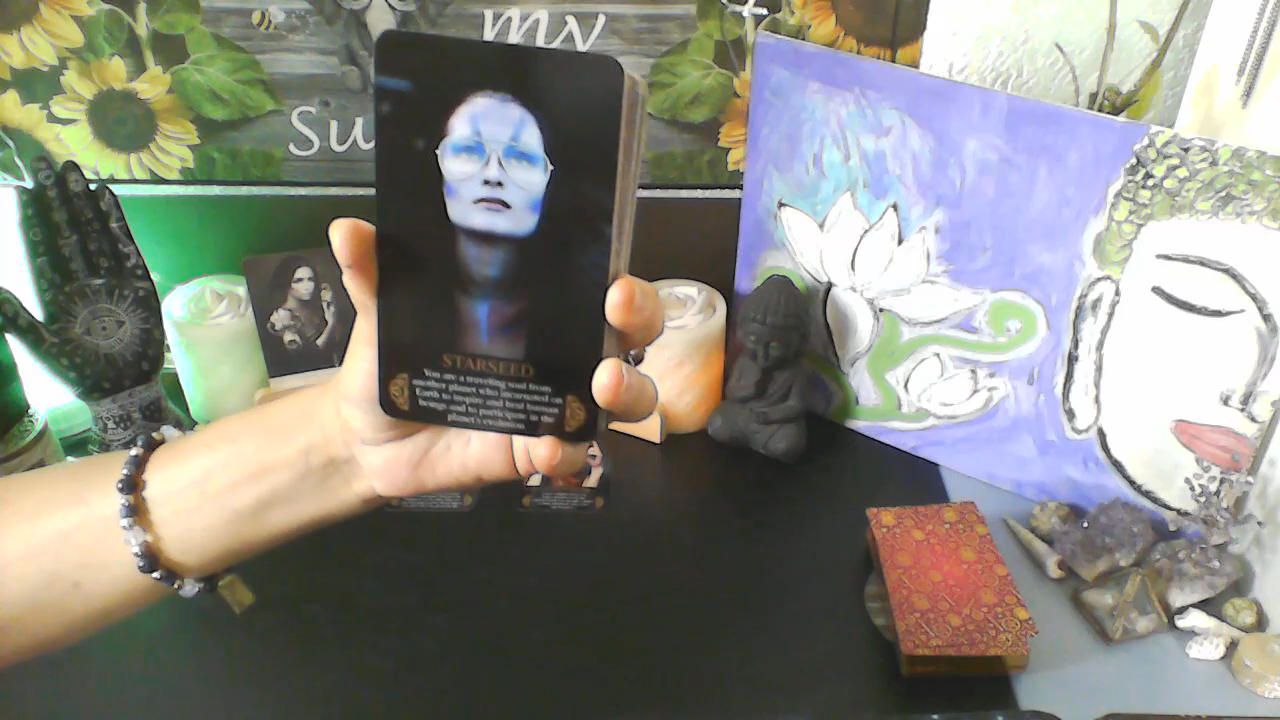 my
Su
STARSEED
You are a traveling soul from
another planet who incarnated on
Earth to inspire and heal human
beings and to participate in the
planet's evolution